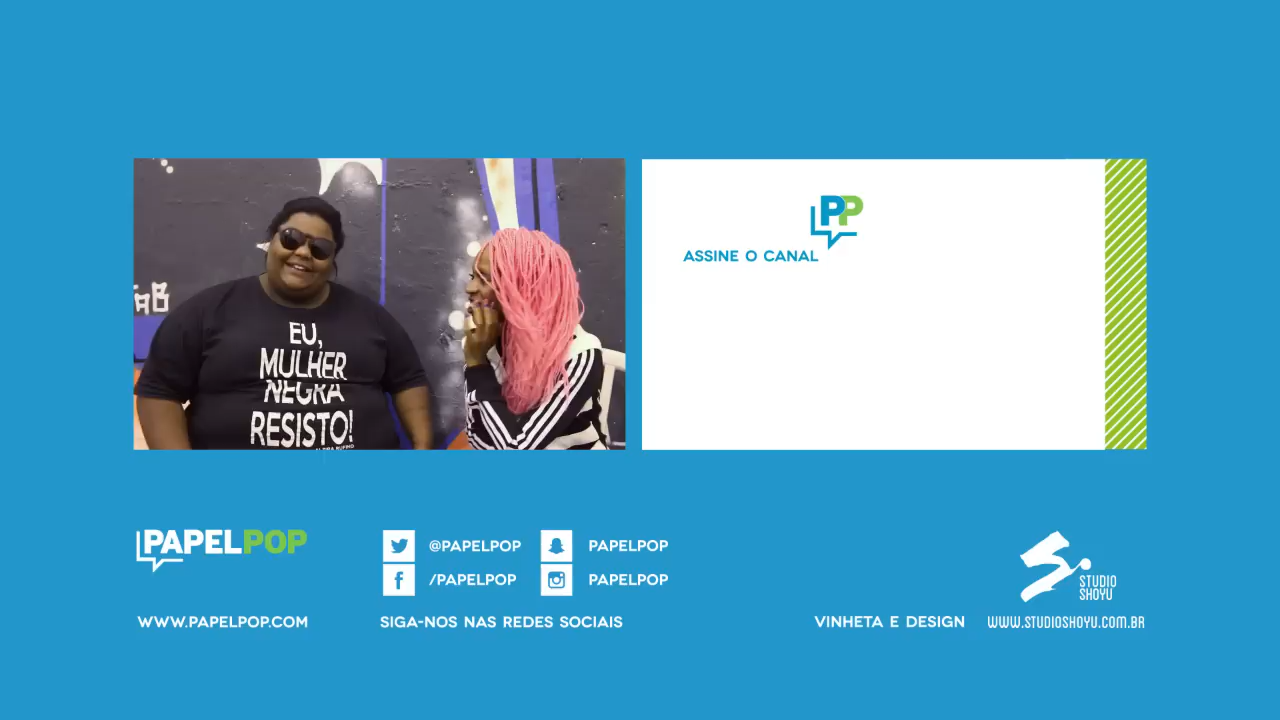 PP
ASSINE O CANAL
EU,
MULHER
NEGRA
RESISTO!
PAPELPOP
@PAPELPOP
PAPELPOP
/PAPELPOP
PAPELPOP
STUDIO
SHOYU
WWW.PAPELPOP.COM
SIGA-NOS NAS REDES SOCIAIS
VINHETA E DESIGN
WWW.STUDIOSHOYU.COM.BR